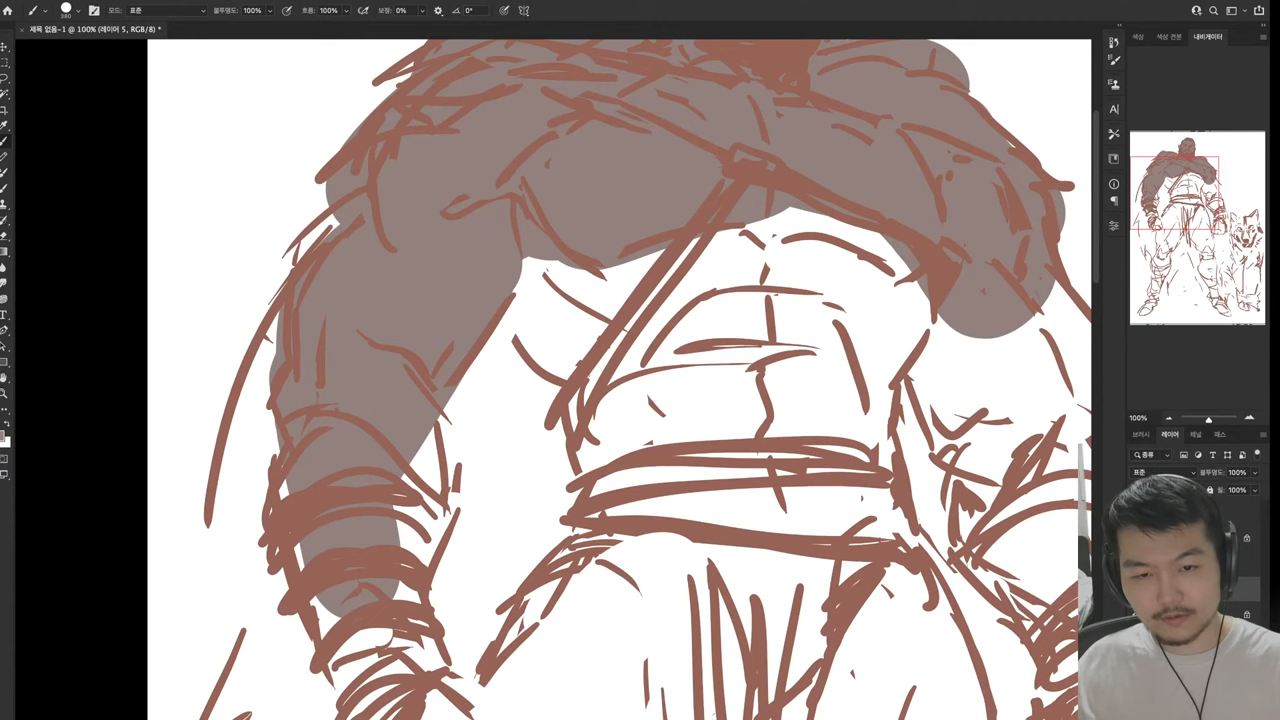 380
모드: 표준
불투명도: 100%
흐름: 100%
보정: 0%
0°
제목 없음-1 @ 100% (레이어 5, RGB/8) *
색상 색상 견본 내비게이터
100%
브러시 레이어 채널 패스
종류
표준 불투명도: 100%
칠: 100%